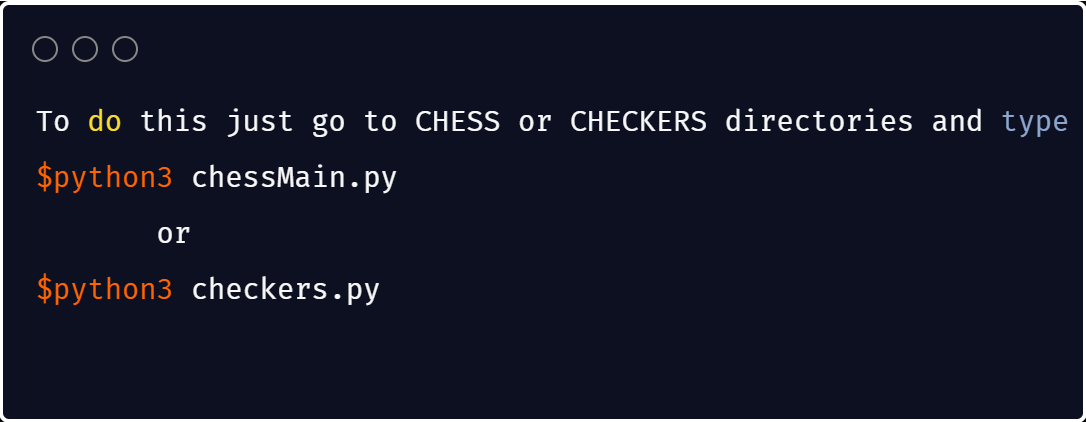 To do this just go to CHESS or CHECKERS directories and type
$python3 chessMain.py
or
$python3 checkers.py